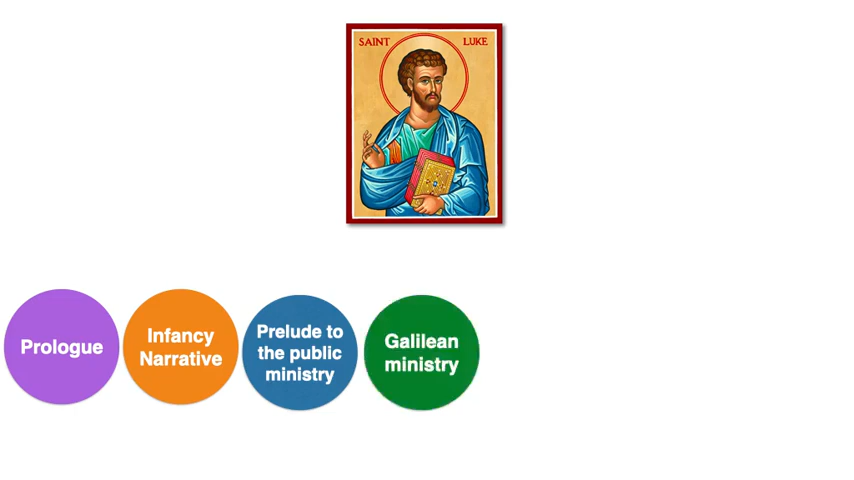 SAINT LUKE
Prologue
Infancy
Narrative
Prelude to
the public
ministry
Galilean
ministry